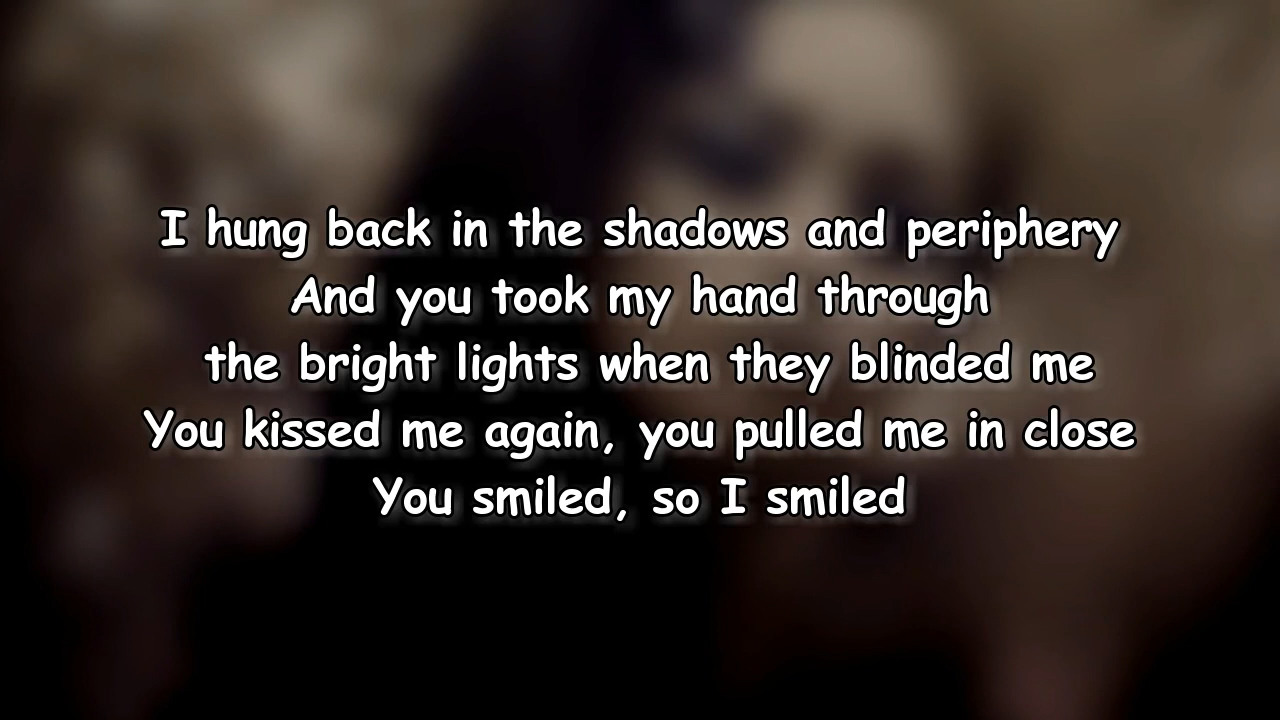 I hung back in the shadows and periphery
And you took my hand through
the bright lights when they blinded me
You kissed me again, you pulled me in close
You smiled, so I smiled